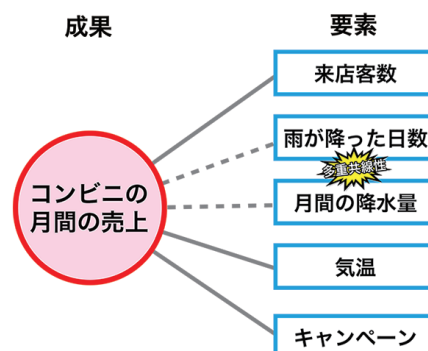 成果
要素
コンビニの
月間の売上
来店客数
雨が降った日数
多重共線性
月間の降水量
気温
キャンペーン